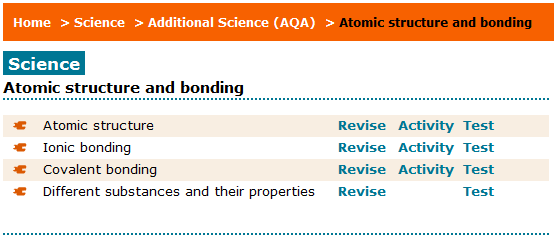 Home > Science > Additional Science (AQA) > Atomic structure and bonding
Science
Atomic structure and bonding
Atomic structure Revise Activity Test
Ionic bonding Revise Activity Test
Covalent bonding Revise Activity Test
Different substances and their properties Revise Test